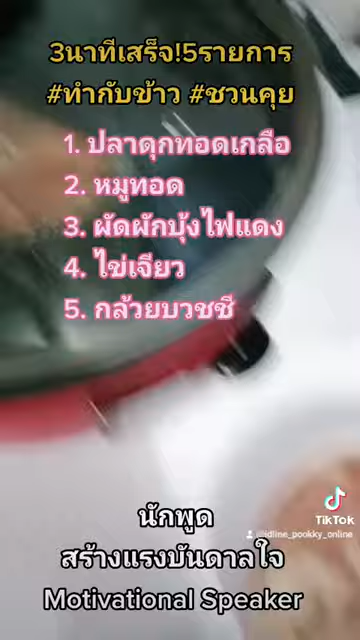 3นาทีเสร็จ!5รายการ
#ทำกับข้าว #ชวนคุย
1. ปลาดุกทอดเกลือ
2. หมูทอด
3. ผัดผักบุ้งไฟแดง
4. ไข่เจียว
5. กล้วยบวชชี
TikTok
@idline_pookky_online
นักพูด
สร้างแรงบันดาลใจ
Motivational Speaker